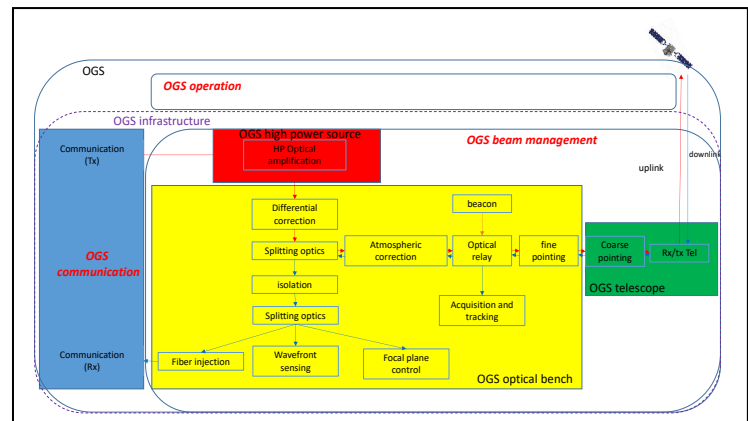 OGS
OGS operation
OGS infrastructure
OGS high power source
OGS beam management
Communication
(Tx)
HP Optical
amplification
downlink
uplink
Differential
correction
beacon
Splitting optics
Atmospheric
correction
Optical
relay
fine
pointing
Coarse
pointing
Rx/tx Tel
OGS
communication
isolation
OGS telescope
Acquisition and
tracking
Splitting optics
Communication
(Rx)
Fiber injection
Wavefront
sensing
Focal plane
control
OGS optical bench